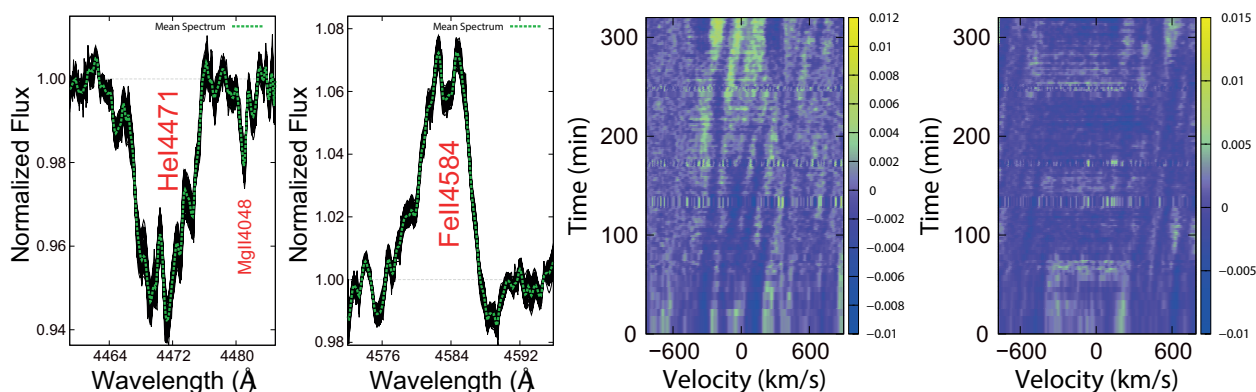 Mean Spectrum
1.00
0.98
0.96
0.94
Normalized Flux
HeI4471
MgII4048
4464 4472 4480
Wavelength (Å)
Mean Spectrum
1.08
1.06
1.04
1.02
1.00
0.98
Normalized Flux
FeII4584
4576 4584 4592
Wavelength (Å)
300
200
100
0
Time (min)
−600 0 600
Velocity (km/s)
0.012
0.01
0.008
0.006
0.004
0.002
0
−0.002
−0.004
−0.006
−0.008
−0.01
300
200
100
0
Time (min)
−600 0 600
Velocity (km/s)
0.015
0.01
0.005
0
−0.005
−0.01